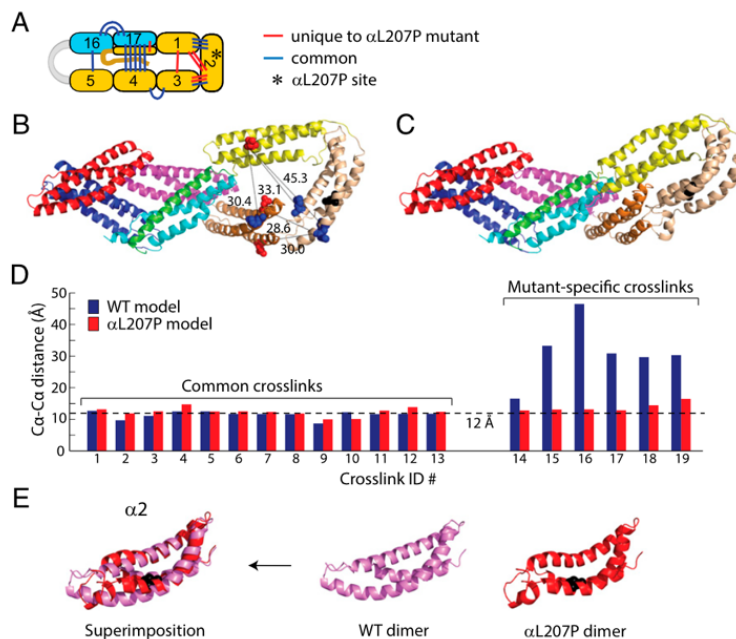 A
16 17 1 *2
5 4 3
unique to αL207P mutant
common
* αL207P site
B
45.3
33.1
30.4
28.6
30.0
C
D
Cα-Cα distance (Å)
50
40
30
20
10
0
WT model
αL207P model
Common crosslinks
Mutant-specific crosslinks
12 Å
1 2 3 4 5 6 7 8 9 10 11 12 13 14 15 16 17 18 19
Crosslink ID #
E
α2
Superimposition
WT dimer
αL207P dimer